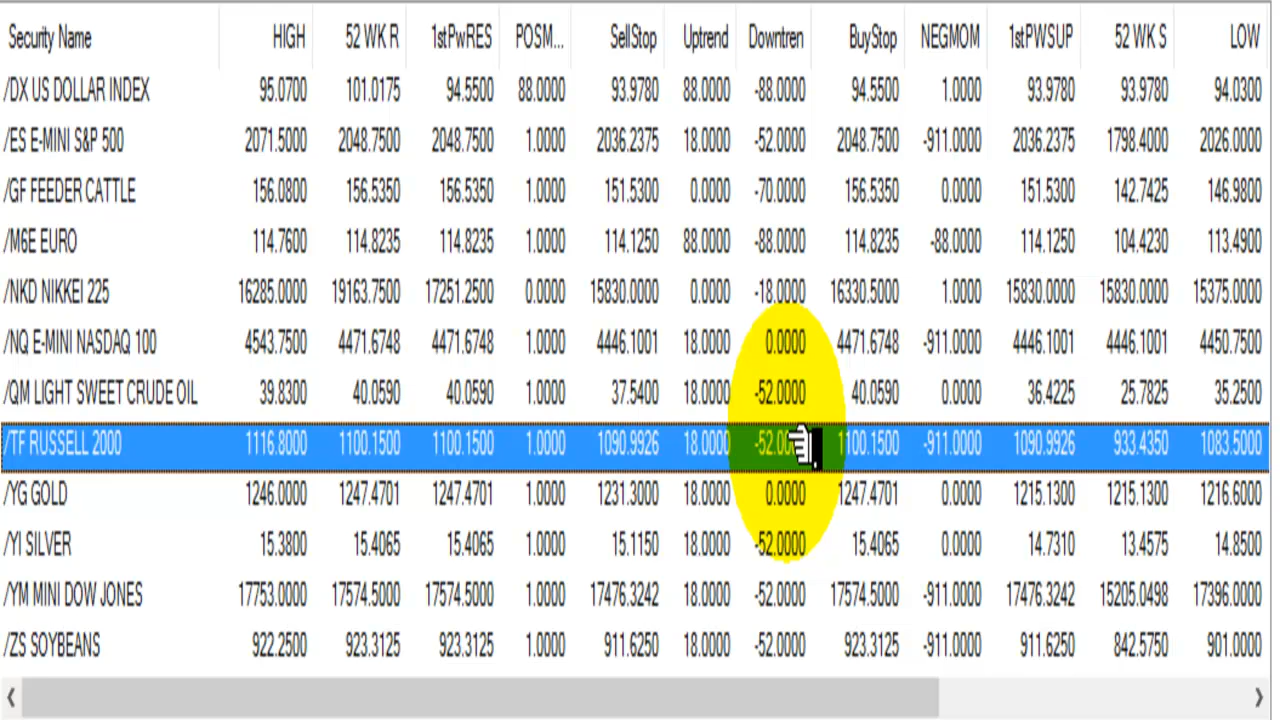 Security Name HIGH 52 WK R 1stPwRES POSM... SellStop Uptrend Downtren BuyStop NEGMOM 1stPWSUP 52 WK S LOW
/DX US DOLLAR INDEX 95.0700 101.0175 94.5500 88.0000 93.9780 88.0000 -88.0000 94.5500 1.0000 93.9780 93.9780 94.0300
/ES E-MINI S&P 500 2071.5000 2048.7500 2048.7500 1.0000 2036.2375 18.0000 -52.0000 2048.7500 -911.0000 2036.2375 1798.4000 2026.0000
/GF FEEDER CATTLE 156.0800 156.5350 156.5350 1.0000 151.5300 0.0000 -70.0000 156.5350 0.0000 151.5300 142.7425 146.9800
/M6E EURO 114.7600 114.8235 114.8235 1.0000 114.1250 88.0000 -88.0000 114.8235 -88.0000 114.1250 104.4230 113.4900
/NKD NIKKEI 225 16285.0000 19163.7500 17251.2500 0.0000 15830.0000 0.0000 -18.0000 16330.5000 1.0000 15830.0000 15830.0000 15375.0000
/NQ E-MINI NASDAQ 100 4543.7500 4471.6748 4471.6748 1.0000 4446.1001 18.0000 0.0000 4471.6748 -911.0000 4446.1001 4446.1001 4450.7500
/QM LIGHT SWEET CRUDE OIL 39.8300 40.0590 40.0590 1.0000 37.5400 18.0000 -52.0000 40.0590 0.0000 36.4225 25.7825 35.2500
/TF RUSSELL 2000 1116.8000 1100.1500 1100.1500 1.0000 1090.9926 18.0000 1100.1500 -911.0000 1090.9926 933.4350 1083.5000
/YG GOLD 1246.0000 1247.4701 1247.4701 1.0000 1231.3000 18.0000 0.0000 1247.4701 0.0000 1215.1300 1215.1300 1216.6000
/YI SILVER 15.3800 15.4065 15.4065 1.0000 15.1150 18.0000 -52.0000 15.4065 0.0000 14.7310 13.4575 14.8500
/YM MINI DOW JONES 17753.0000 17574.5000 17574.5000 1.0000 17476.3242 18.0000 -52.0000 17574.5000 -911.0000 17476.3242 15205.0498 17396.0000
/ZS SOYBEANS 922.2500 923.3125 923.3125 1.0000 911.6250 18.0000 -52.0000 923.3125 -911.0000 911.6250 842.5750 901.0000